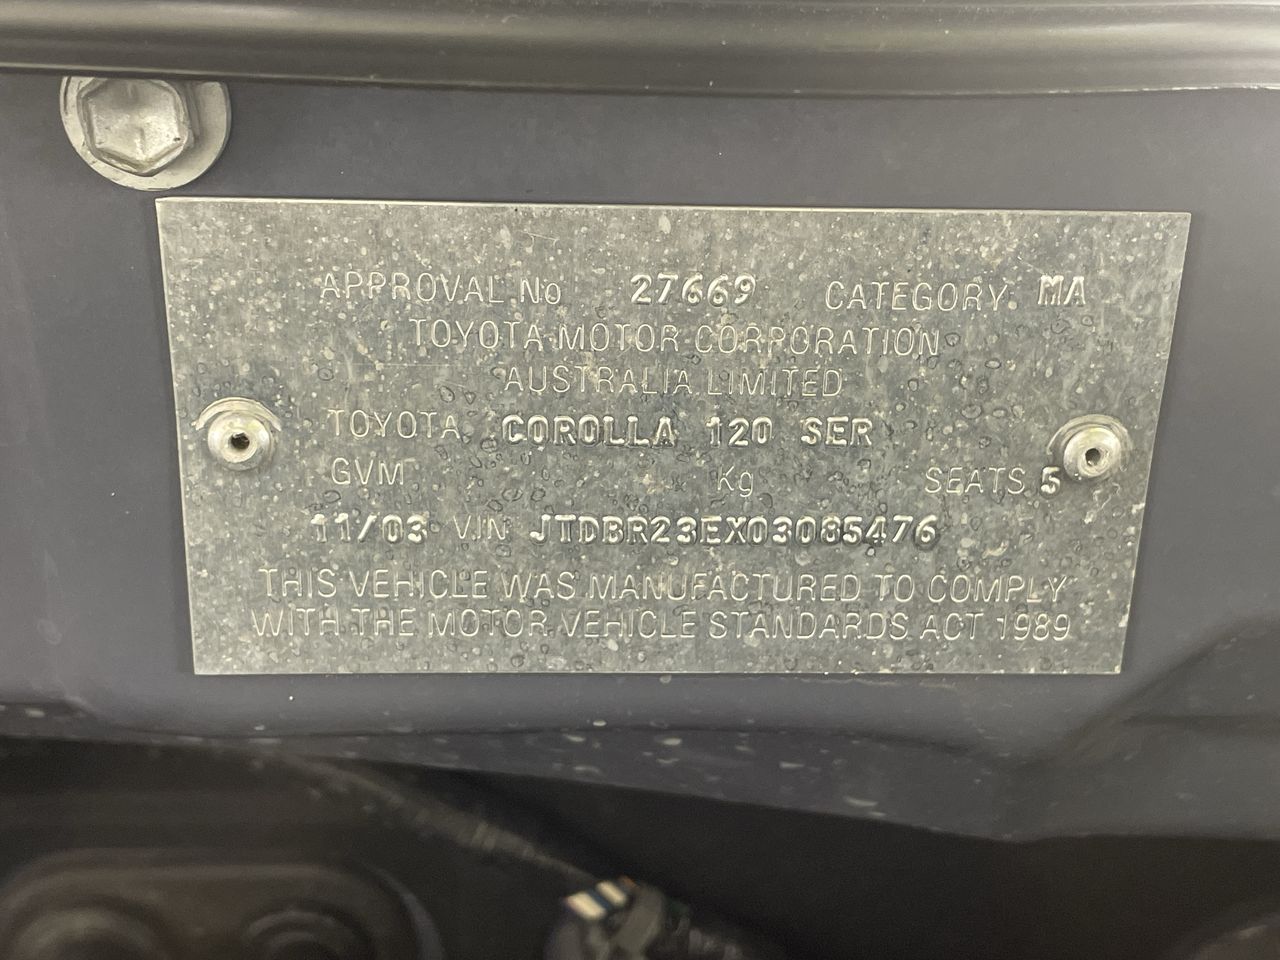 APPROVAL No 27669 CATEGORY MA
TOYOTA MOTOR CORPORATION
AUSTRALIA LIMITED
TOYOTA COROLLA 120 SER
GVM Kg SEATS 5
11/03 VIN JTDBR23EX03085476
THIS VEHICLE WAS MANUFACTURED TO COMPLY
WITH THE MOTOR VEHICLE STANDARDS ACT 1989